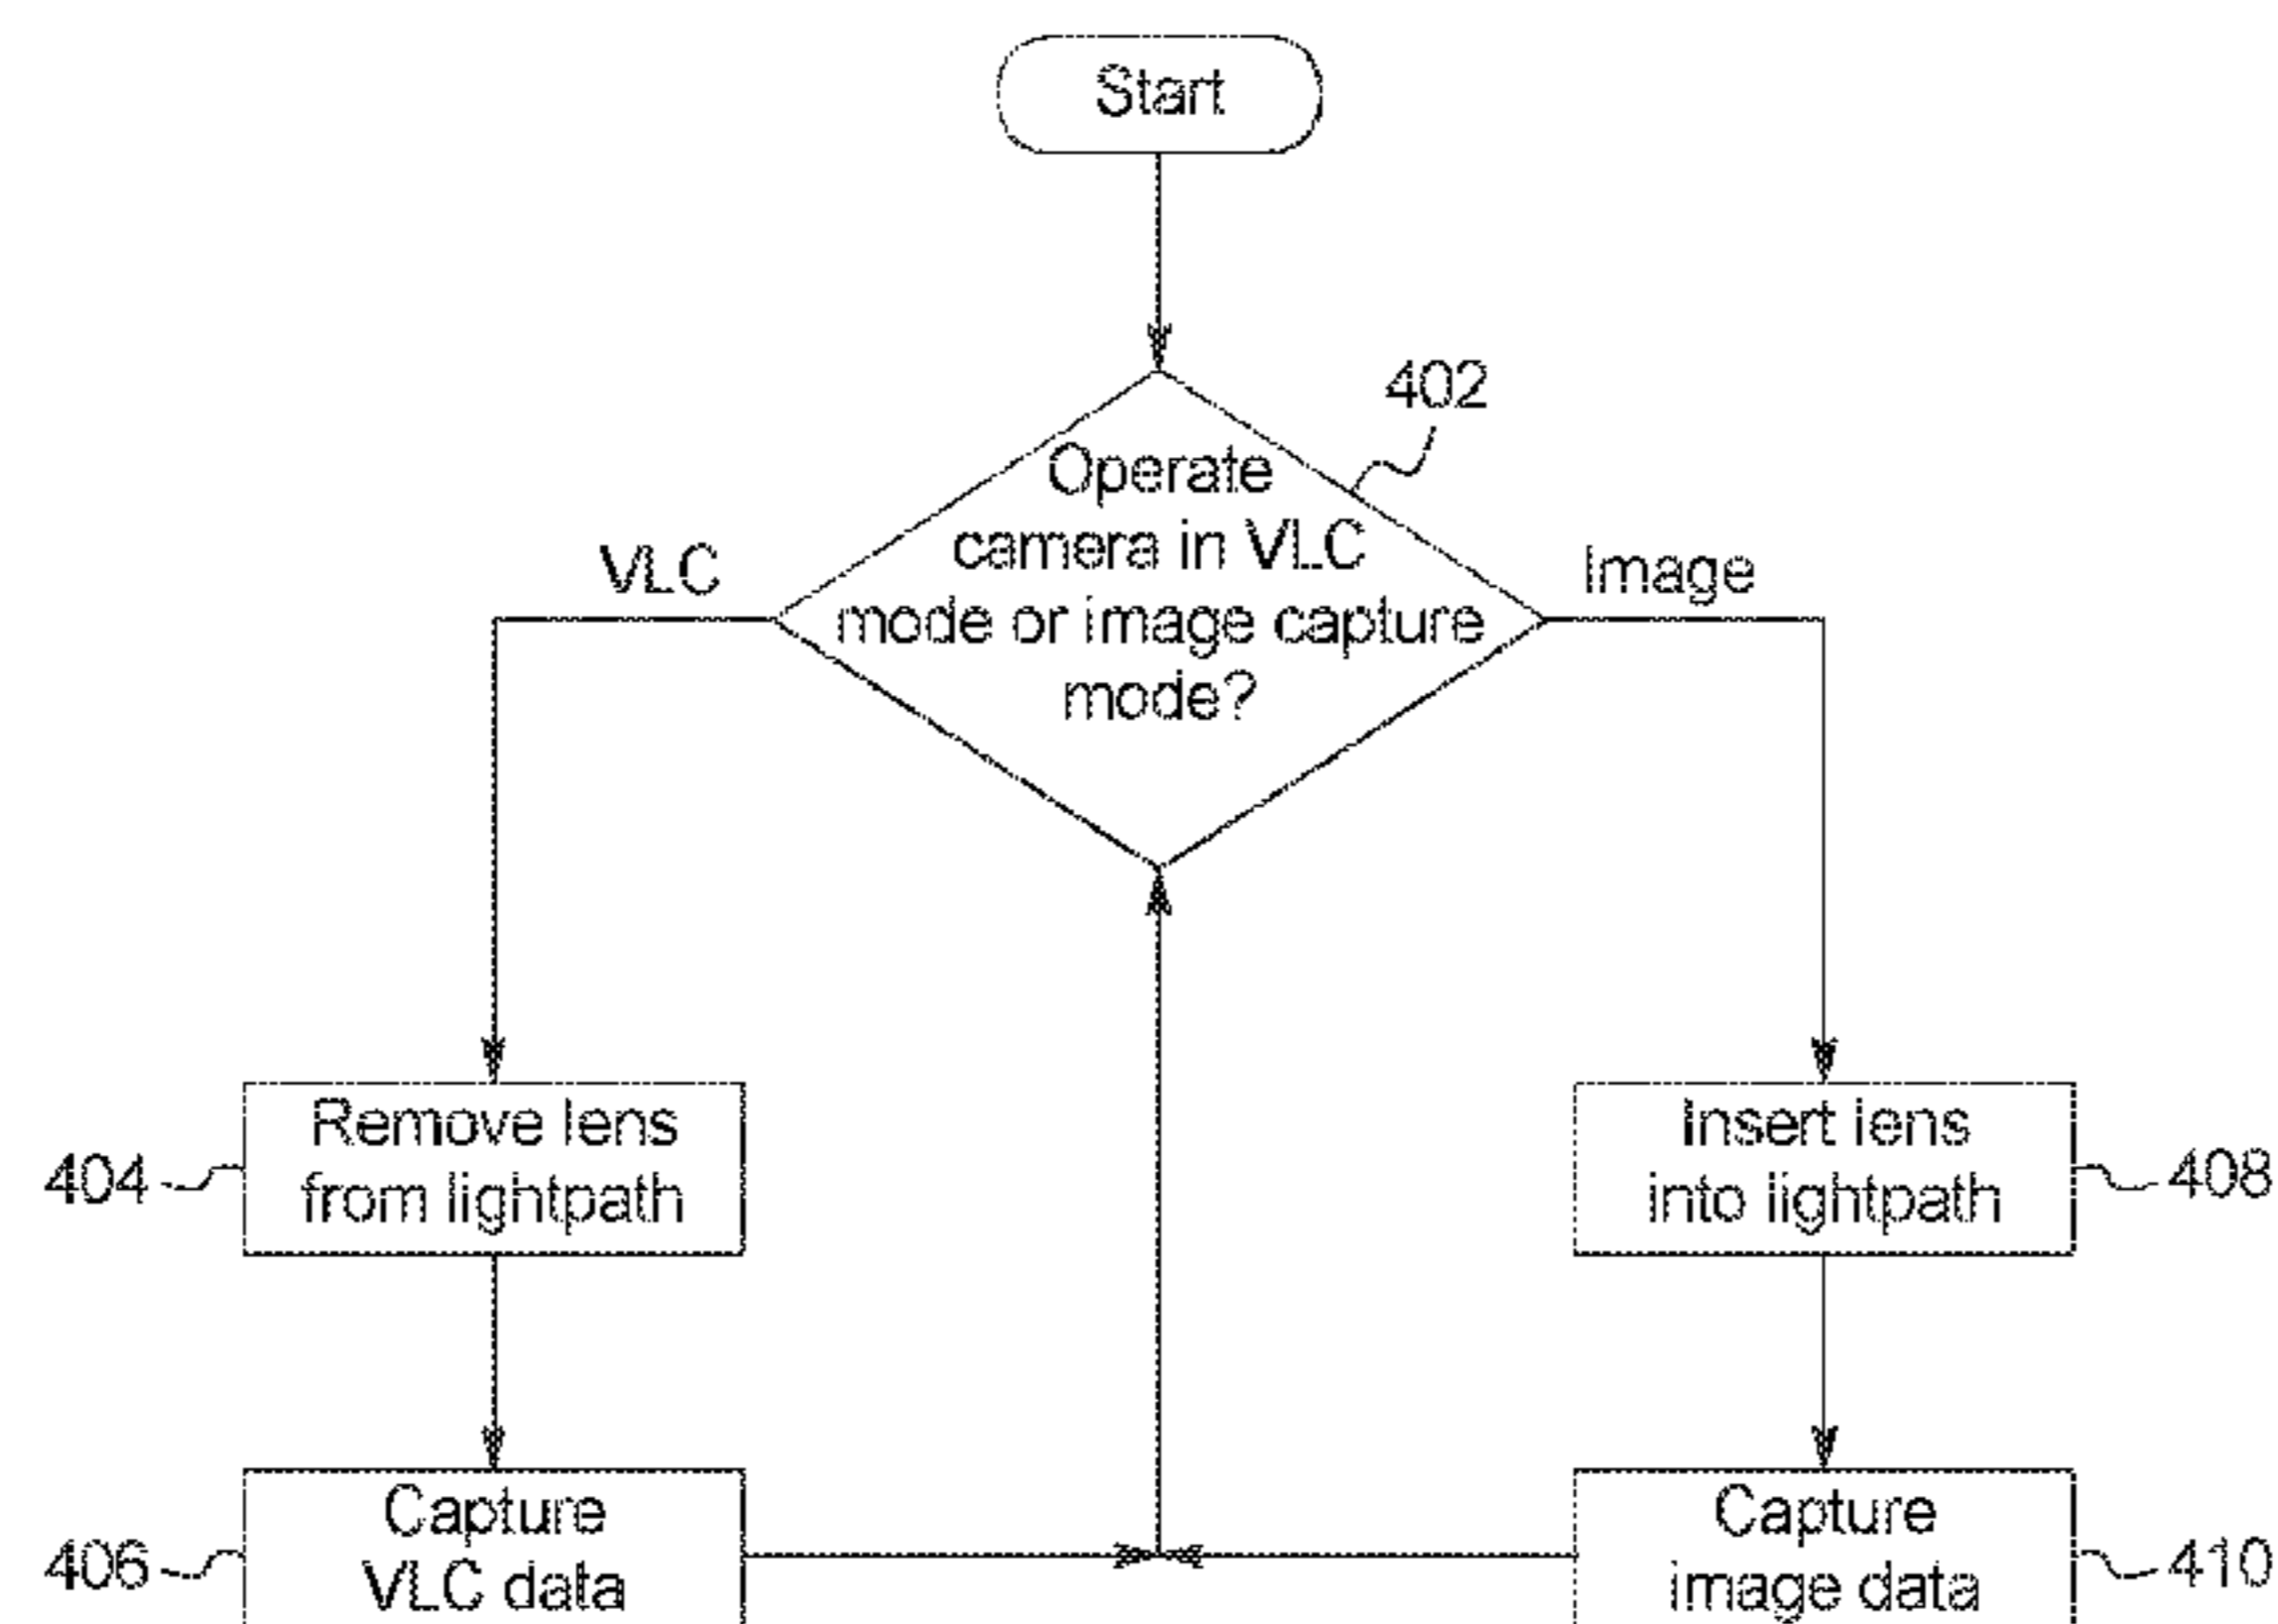 Start
402
Operate
camera in VLC
mode or image capture
mode?
VLC
Image
Remove lens
from lightpath
404
Insert lens
into lightpath
408
Capture
VLC data
406
Capture
image data
410